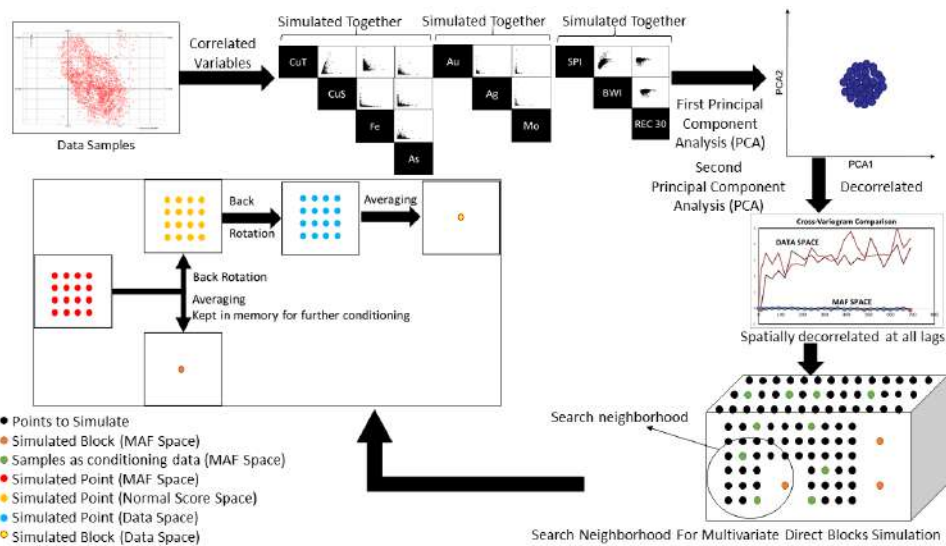 Simulated Together
Simulated Together
Simulated Together
Correlated
Variables
CuT
CuS
Fe
As
Au
Ag
Mo
SPI
BWI
REC 30
Data Samples
First Principal
Component
Analysis (PCA)
PCA2
PCA1
Second
Principal Component
Analysis (PCA)
Decorrelated
Cross-Variogram Comparison
DATA SPACE
MAF SPACE
Spatially decorrelated at all lags
Back
Rotation
Averaging
Back Rotation
Averaging
Kept in memory for further conditioning
Search neighborhood
Points to Simulate
Simulated Block (MAF Space)
Samples as conditioning data (MAF Space)
Simulated Point (MAF Space)
Simulated Point (Normal Score Space)
Simulated Point (Data Space)
Simulated Block (Data Space)
Search Neighborhood For Multivariate Direct Blocks Simulation